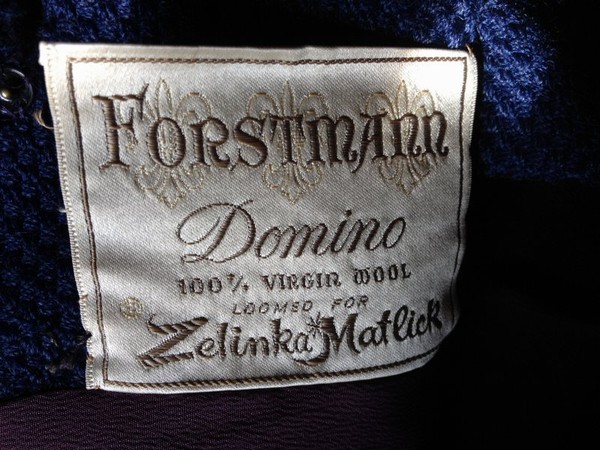 FORSTMANN
Domino
100% VIRGIN WOOL
LOOMED FOR
Zelinka Matlick